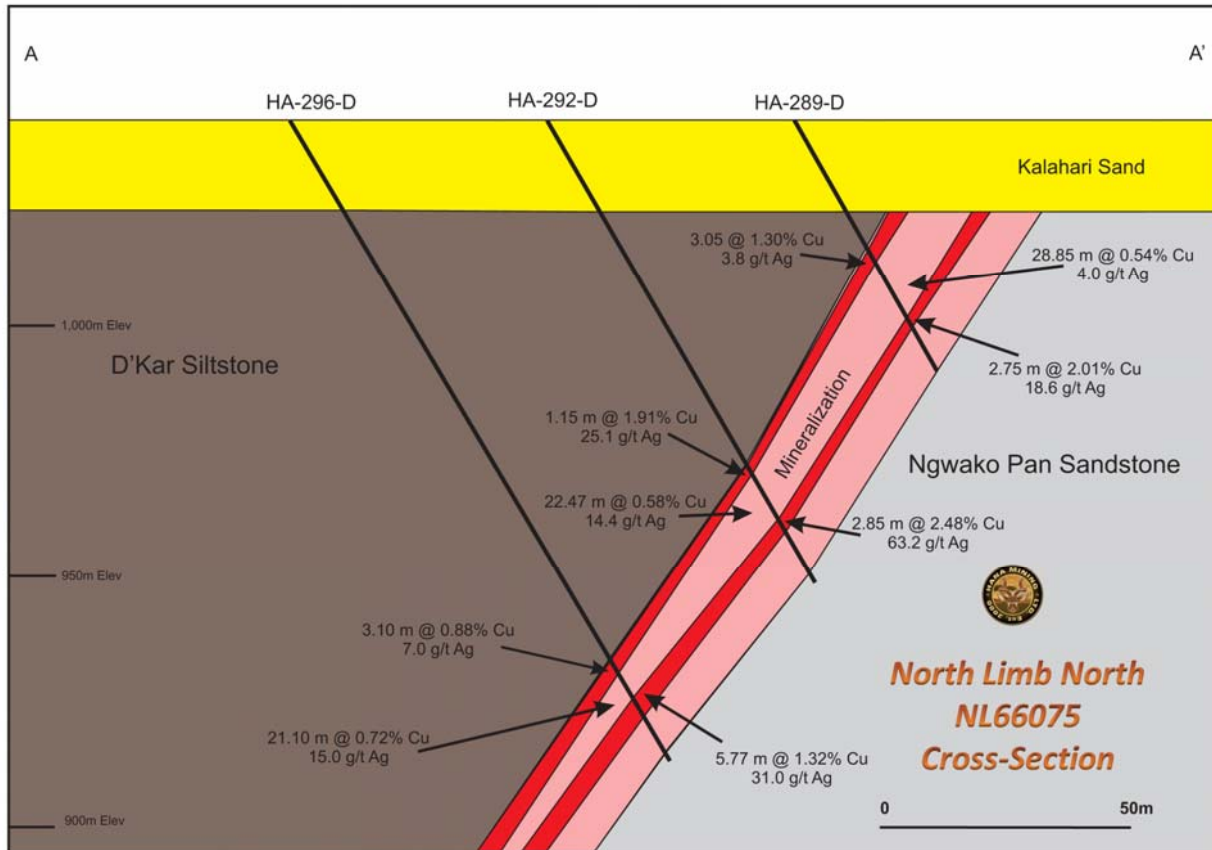 A
A'
HA-296-D
HA-292-D
HA-289-D
Kalahari Sand
3.05 @ 1.30% Cu
3.8 g/t Ag
28.85 m @ 0.54% Cu
4.0 g/t Ag
1,000m Elev
D'Kar Siltstone
2.75 m @ 2.01% Cu
18.6 g/t Ag
1.15 m @ 1.91% Cu
25.1 g/t Ag
Mineralization
Ngwako Pan Sandstone
22.47 m @ 0.58% Cu
14.4 g/t Ag
2.85 m @ 2.48% Cu
63.2 g/t Ag
950m Elev
HANA MINING LTD.
Est. 2005
3.10 m @ 0.88% Cu
7.0 g/t Ag
North Limb North
NL66075
Cross-Section
21.10 m @ 0.72% Cu
15.0 g/t Ag
5.77 m @ 1.32% Cu
31.0 g/t Ag
0
50m
900m Elev